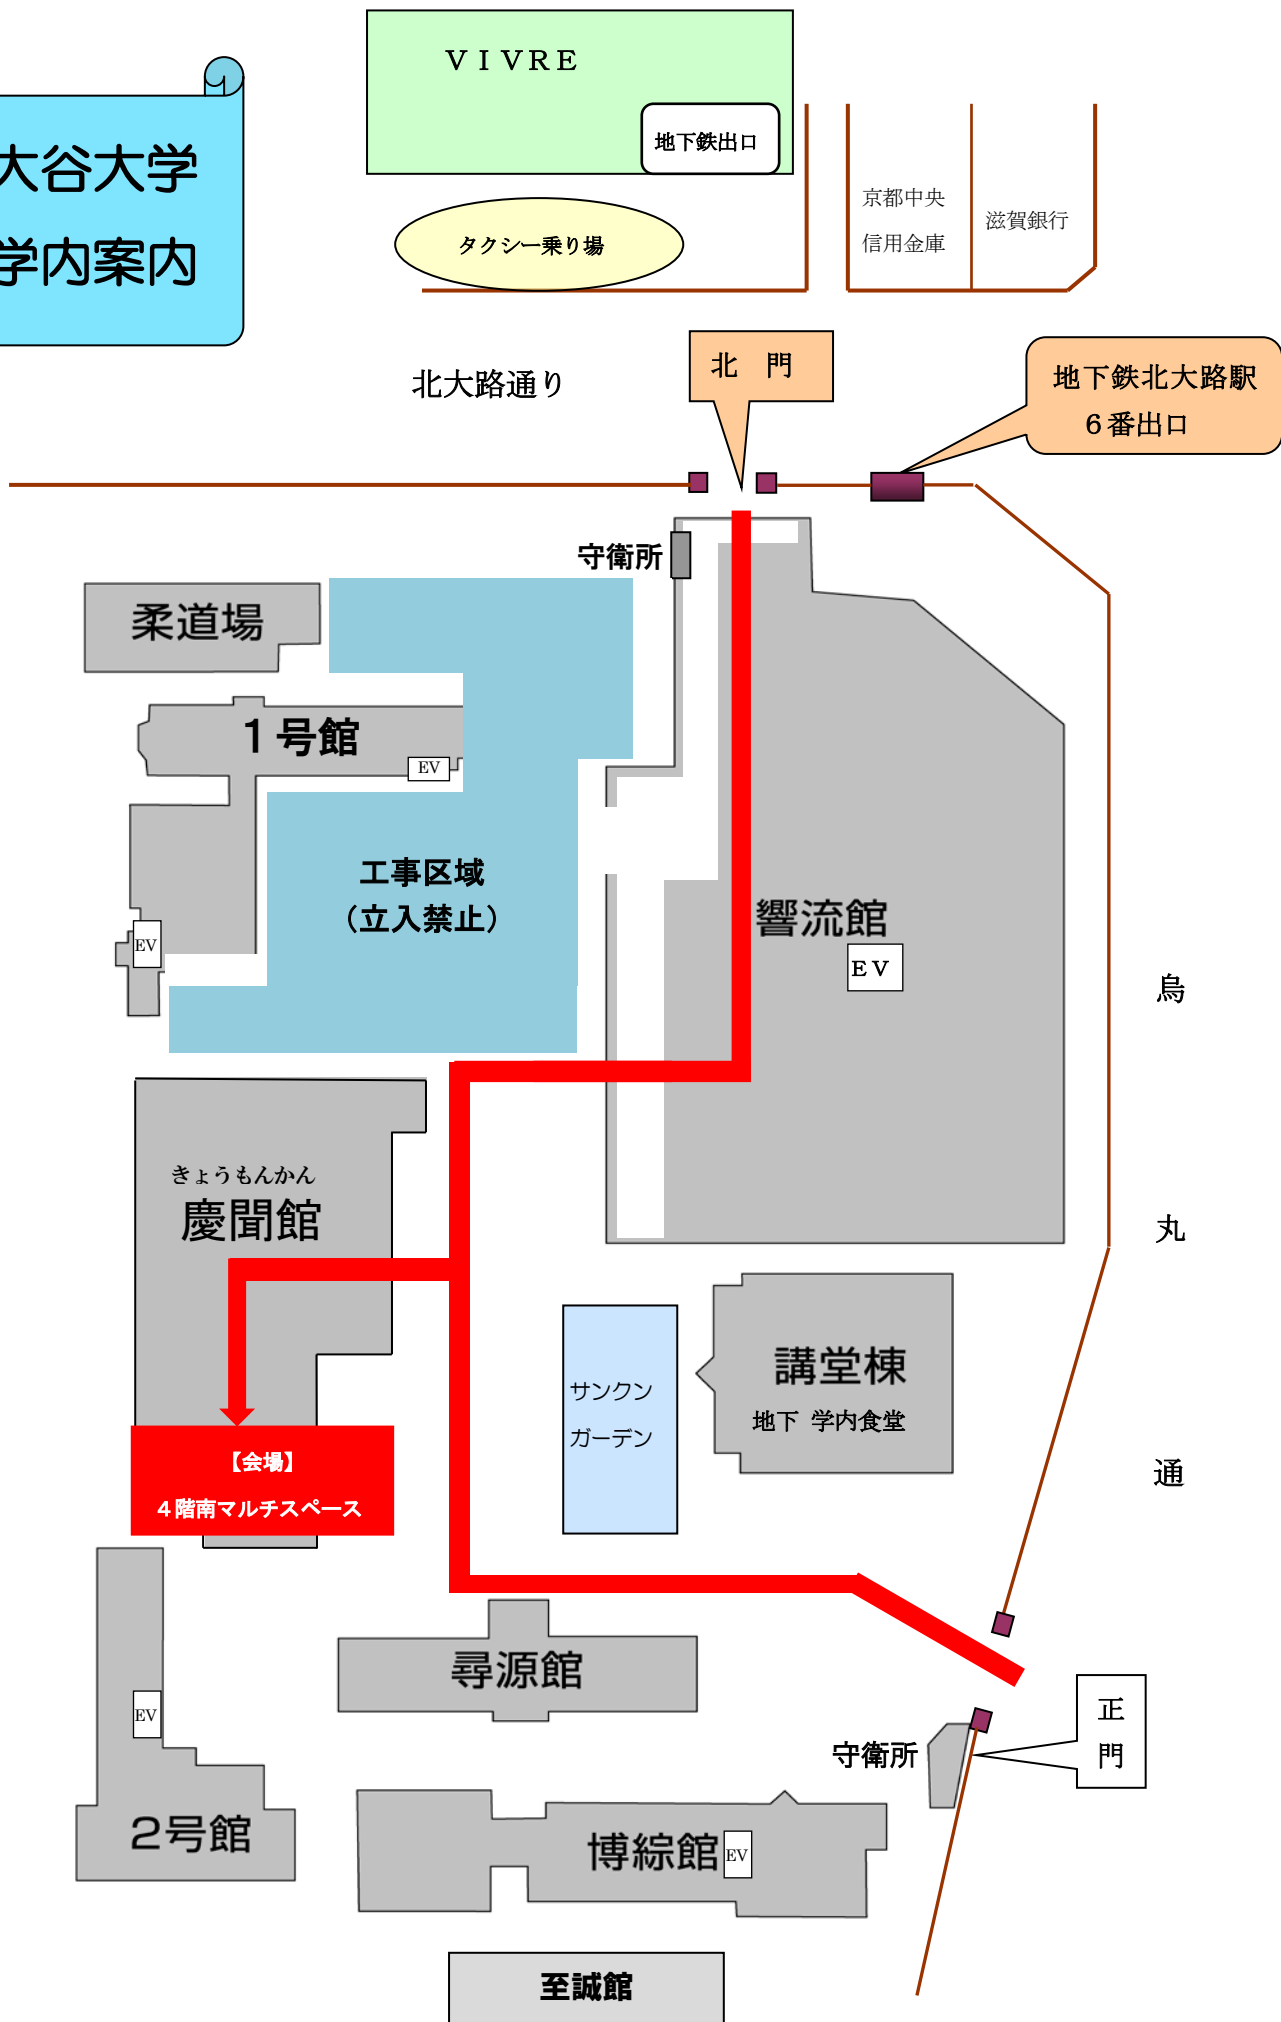 ＶＩＶＲＥ
地下鉄出口
大谷大学
学内案内
京都中央
信用金庫
滋賀銀行
タクシー乗り場
北大路通り
北　門
地下鉄北大路駅
６番出口
守衛所
柔道場
１号館
EV
工事区域
（立入禁止）
EV
響流館
ＥＶ
烏
丸
通
きょうもんかん
慶聞館
サンクン
ガーデン
講堂棟
地下 学内食堂
【会場】
４階南マルチスペース
尋源館
EV
２号館
正
門
守衛所
博綜館
EV
至誠館